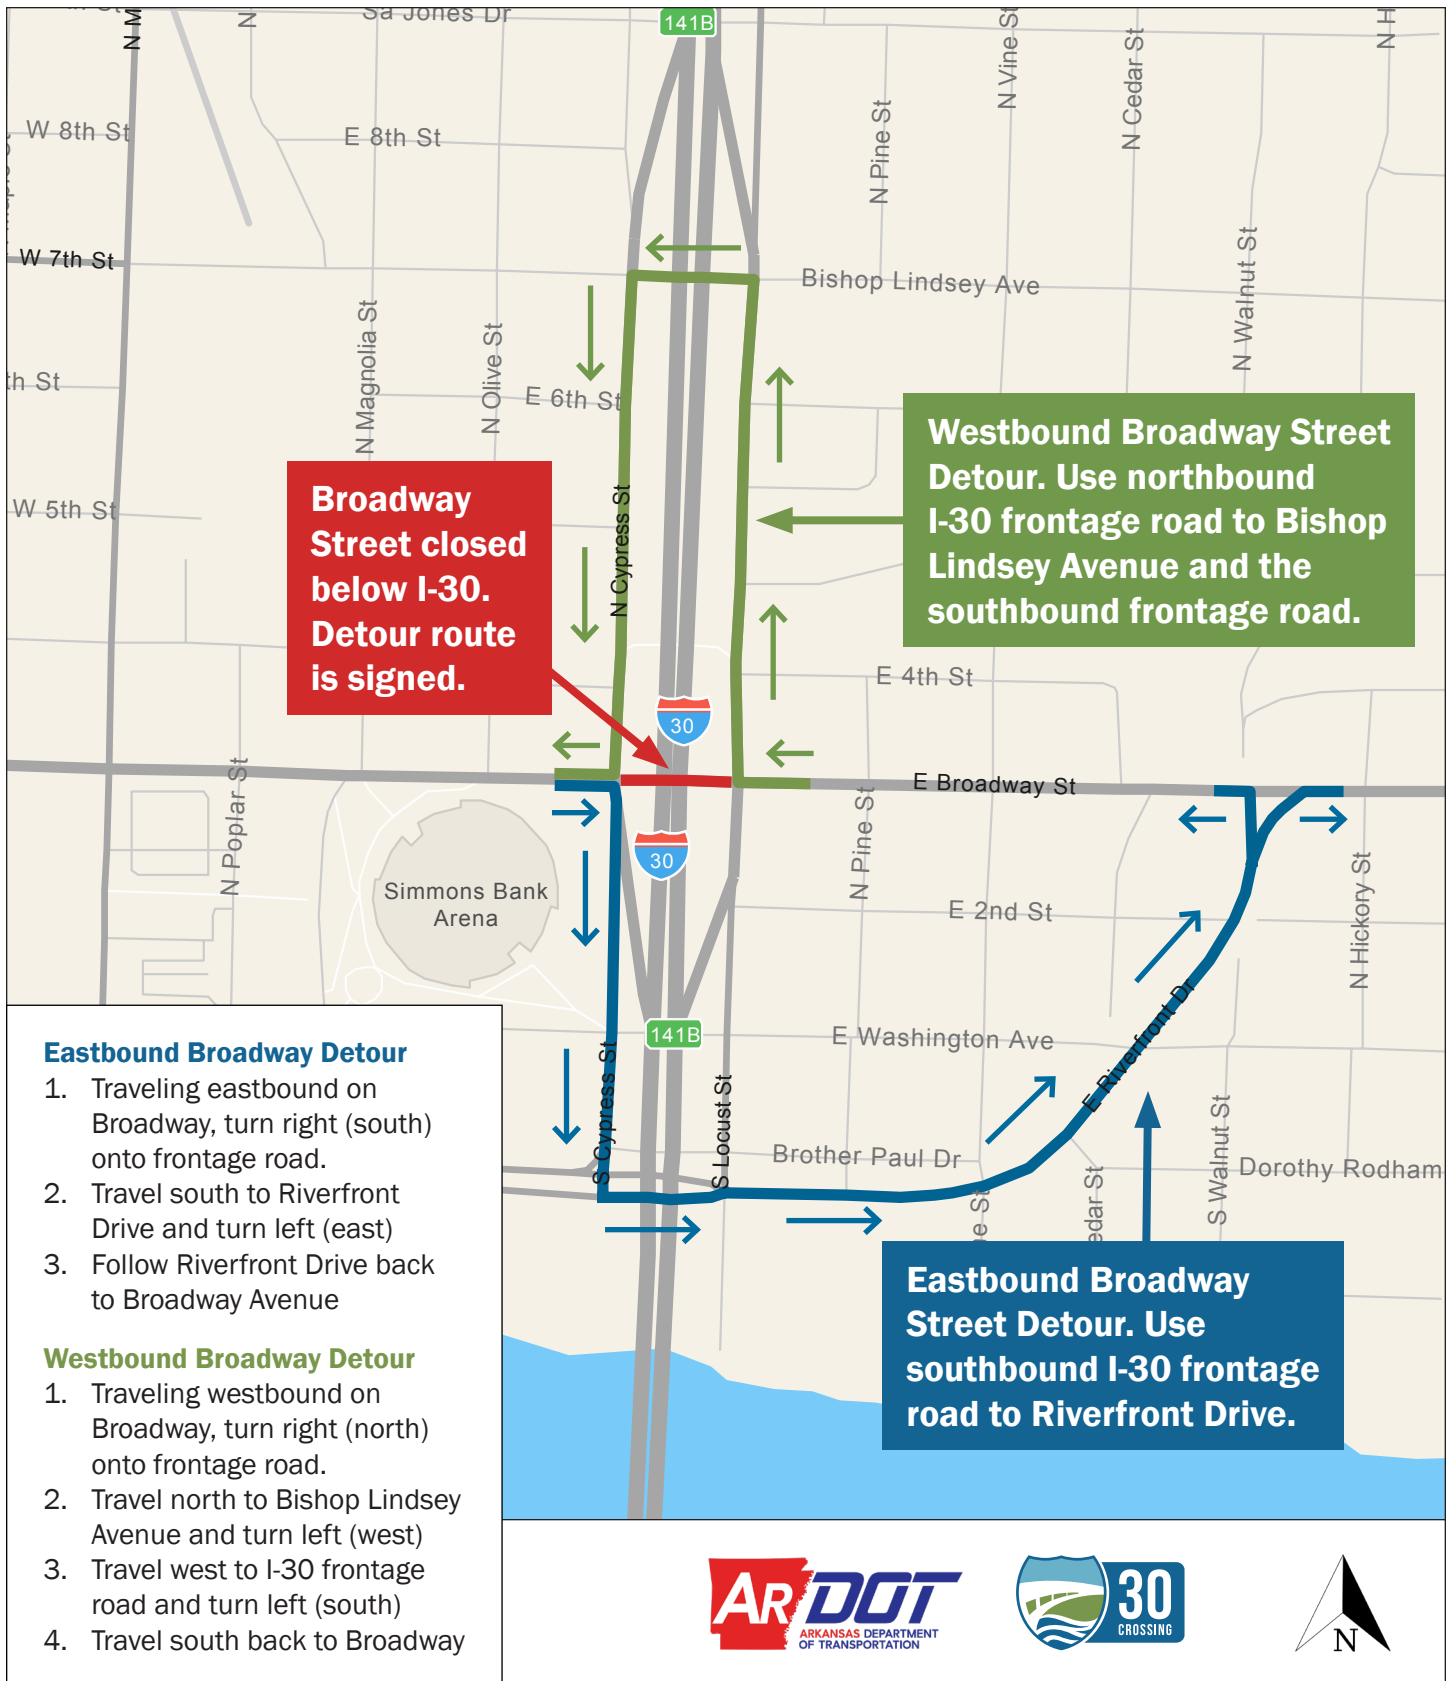 Sa Jones Dr
141B
N M
N
N Vine St
N Cedar St
N H
W 8th St
E 8th St
N Pine St
W 7th St
Bishop Lindsey Ave
N Walnut St
N Magnolia St
N Olive St
th St
E 6th St
Westbound Broadway Street
Detour. Use northbound
I-30 frontage road to Bishop
Lindsey Avenue and the
southbound frontage road.
Broadway
Street closed
below I-30.
Detour route
is signed.
W 5th St
N Cypress St
E 4th St
30
E Broadway St
N Poplar St
N Pine St
30
Simmons Bank
Arena
E 2nd St
N Hickory St
141B
E Washington Ave
E Riverfront Dr
S Cypress St
S Locust St
Brother Paul Dr
S Walnut St
Dorothy Rodham
ne St
edar St
Eastbound Broadway
Street Detour. Use
southbound I-30 frontage
road to Riverfront Drive.
Eastbound Broadway Detour
1. Traveling eastbound on
Broadway, turn right (south)
onto frontage road.
2. Travel south to Riverfront
Drive and turn left (east)
3. Follow Riverfront Drive back
to Broadway Avenue
Westbound Broadway Detour
1. Traveling westbound on
Broadway, turn right (north)
onto frontage road.
2. Travel north to Bishop Lindsey
Avenue and turn left (west)
3. Travel west to I-30 frontage
road and turn left (south)
4. Travel south back to Broadway
ARDOT
ARKANSAS DEPARTMENT
OF TRANSPORTATION
30
CROSSING
N